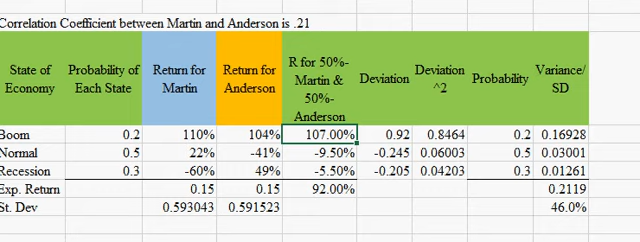 Correlation Coefficient between Martin and Anderson is .21
State of Economy Probability of Each State Return for Martin Return for Anderson R for 50%- Martin & 50%- Anderson Deviation Deviation ^2 Probability Variance/ SD
Boom 0.2 110% 104% 107.00% 0.92 0.8464 0.2 0.16928
Normal 0.5 22% -41% -9.50% -0.245 0.06003 0.5 0.03001
Recession 0.3 -60% 49% -5.50% -0.205 0.04203 0.3 0.01261
Exp. Return 0.15 0.15 92.00% 0.2119
St. Dev 0.593043 0.591523 46.0%